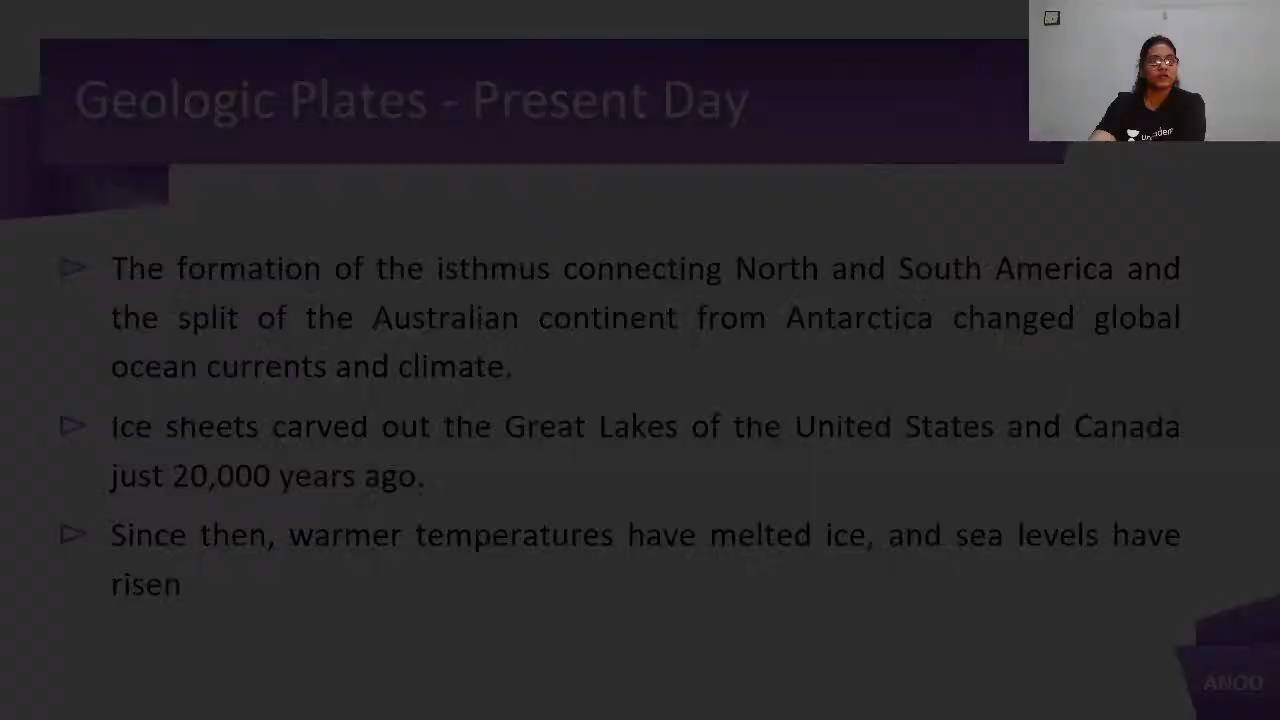 Geologic Plates - Present Day
The formation of the isthmus connecting North and South America and
the split of the Australian continent from Antarctica changed global
ocean currents and climate.
Ice sheets carved out the Great Lakes of the United States and Canada
just 20,000 years ago.
Since then, warmer temperatures have melted ice, and sea levels have
risen